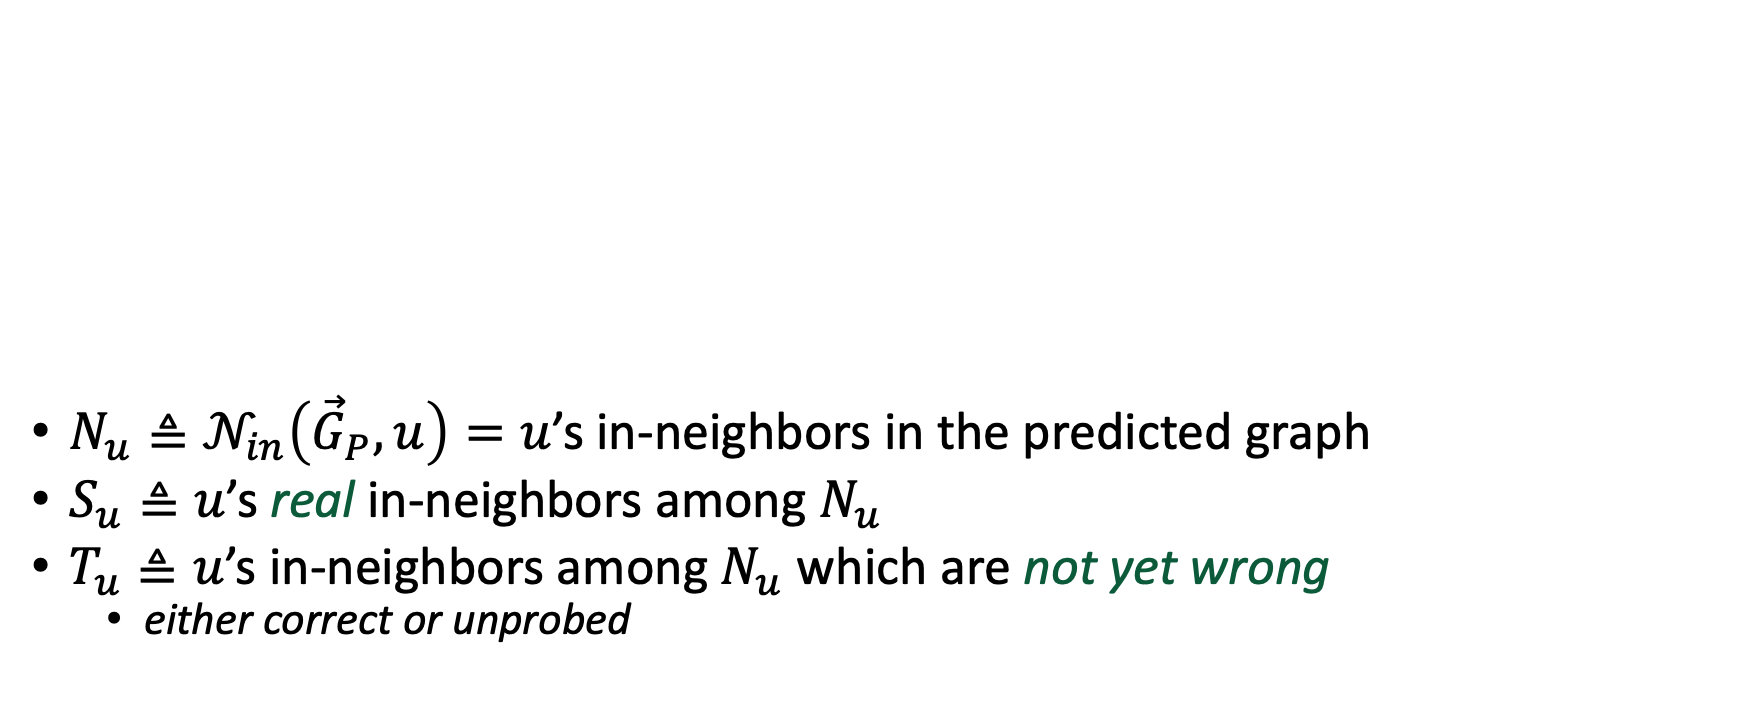 • N_u ≜ 𝒩_in(G⃗_P, u) = u’s in-neighbors in the predicted graph
• S_u ≜ u’s real in-neighbors among N_u
• T_u ≜ u’s in-neighbors among N_u which are not yet wrong
• either correct or unprobed